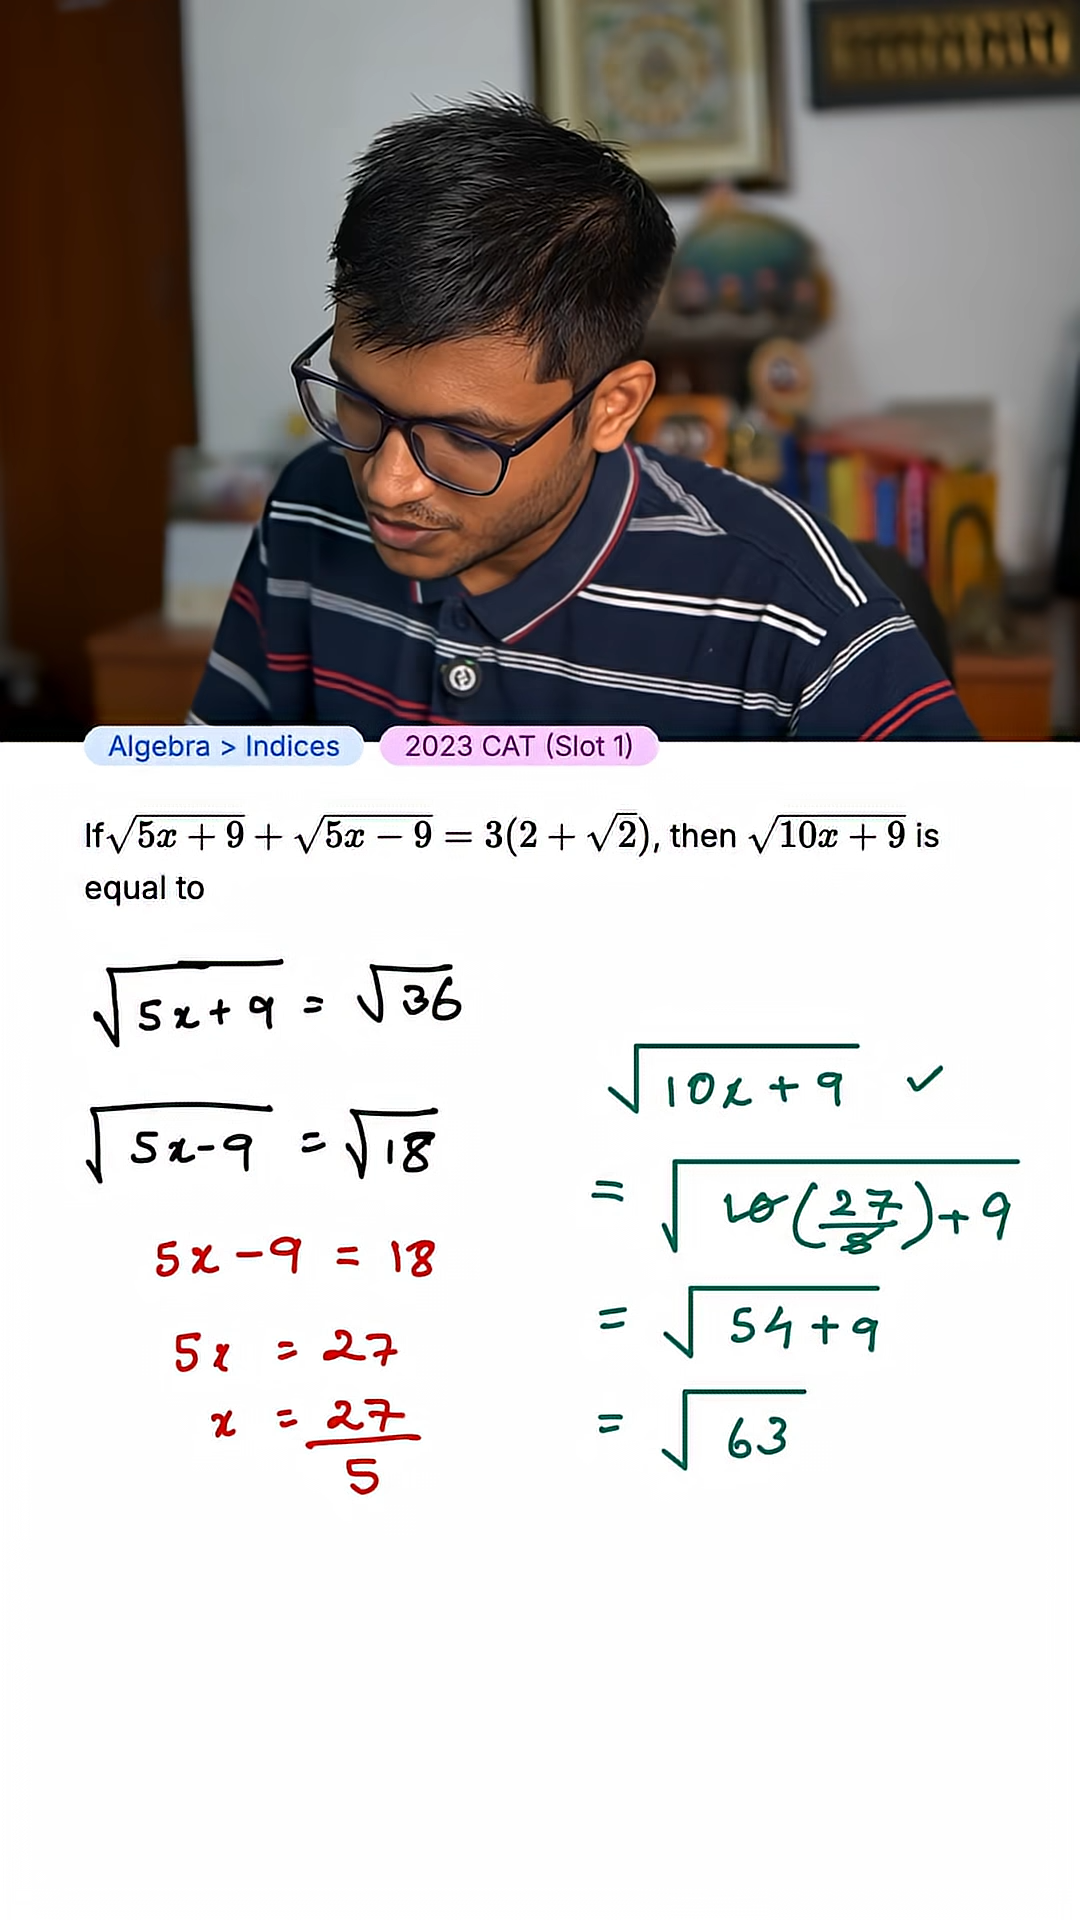 Algebra > Indices 2023 CAT (Slot 1)
If √(5x + 9) + √(5x − 9) = 3(2 + √2), then √(10x + 9) is
equal to
√(5x+9) = √36
√(5x-9) = √18
5x-9 = 18
5x = 27
x = 27/5
√(10x+9) ✓
= √(10(27/5)+9)
= √(54+9)
= √63